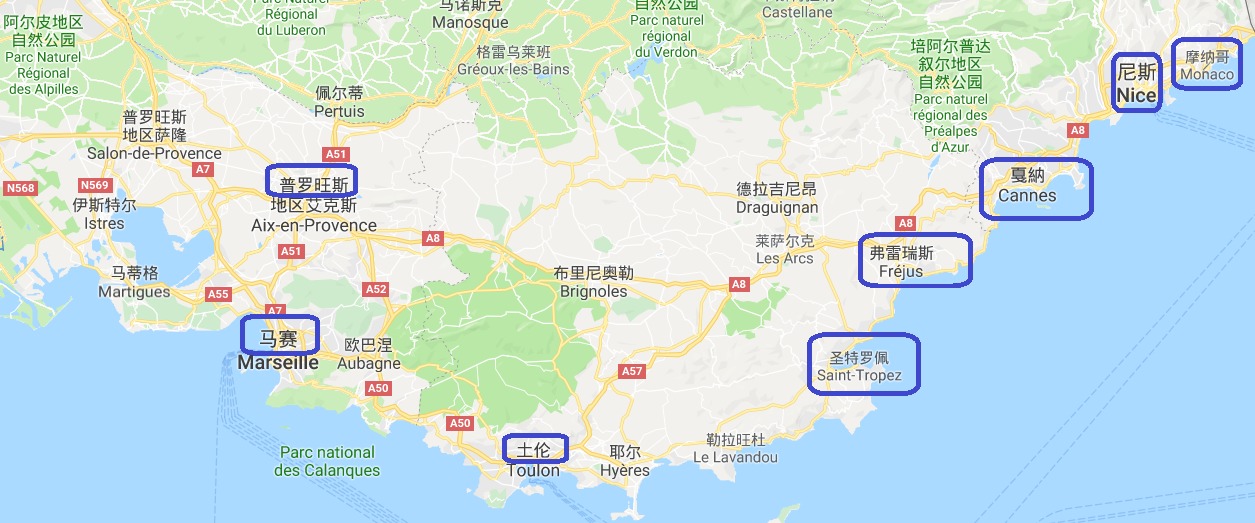 阿尔皮地区
自然公园
Parc Naturel
Régional
des Alpilles
Parc Naturel
Régional
du Luberon
马诺斯克
Manosque
自然公园
Parc naturel
régional
du Verdon
Castellane
格雷乌莱班
Gréoux-les-Bains
培阿尔普达
叙尔地区
自然公园
Parc naturel
régional des
Préalpes
d'Azur
尼斯
Nice
摩纳哥
Monaco
佩尔蒂
Pertuis
普罗旺斯
地区萨隆
Salon-de-Provence
A51
A7
A8
N568
N569
伊斯特尔
Istres
普罗旺斯
地区艾克斯
Aix-en-Provence
戛納
Cannes
德拉吉尼昂
Draguignan
A8
A8
A51
莱萨尔克
Les Arcs
弗雷瑞斯
Fréjus
马蒂格
Martigues
A55
A52
布里尼奥勒
Brignoles
A8
A7
马赛
Marseille
欧巴涅
Aubagne
圣特罗佩
Saint-Tropez
A57
A50
A50
Parc national
des Calanques
土伦
Toulon
耶尔
Hyères
勒拉旺杜
Le Lavandou